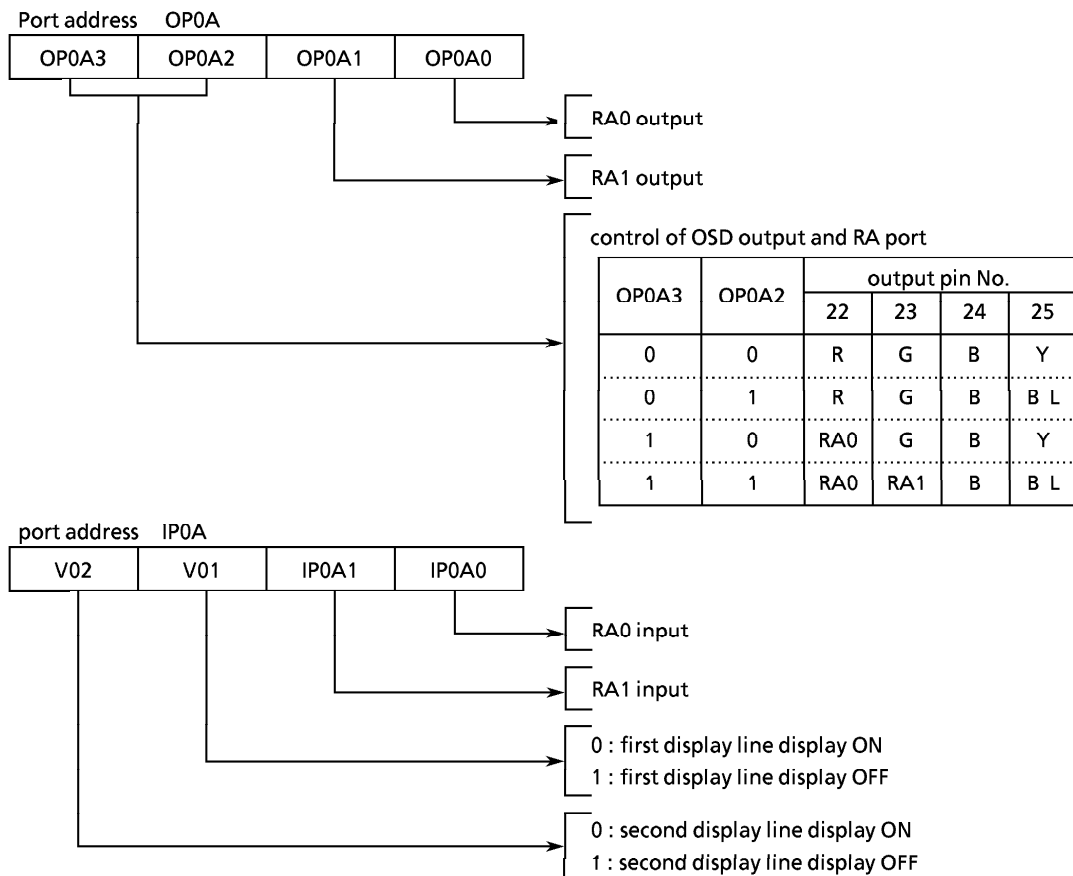 Port address OP0A
OP0A3 OP0A2 OP0A1 OP0A0
RA0 output
RA1 output
control of OSD output and RA port
OP0A3 OP0A2 output pin No.
22 23 24 25
0 0 R G B Y
0 1 R G B B L
1 0 RA0 G B Y
1 1 RA0 RA1 B B L
port address IP0A
V02 V01 IP0A1 IP0A0
RA0 input
RA1 input
0 : first display line display ON
1 : first display line display OFF
0 : second display line display ON
1 : second display line display OFF